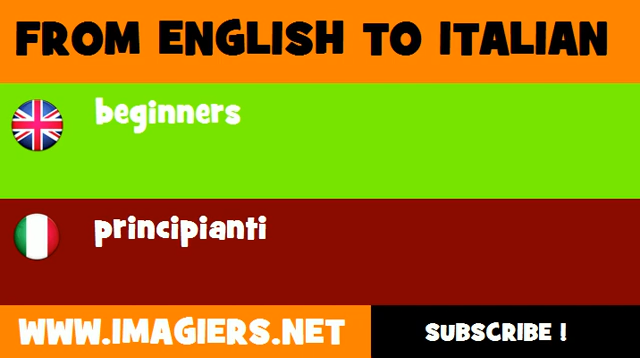 FROM ENGLISH TO ITALIAN
beginners
principianti
WWW.IMAGIERS.NET
SUBSCRIBE !